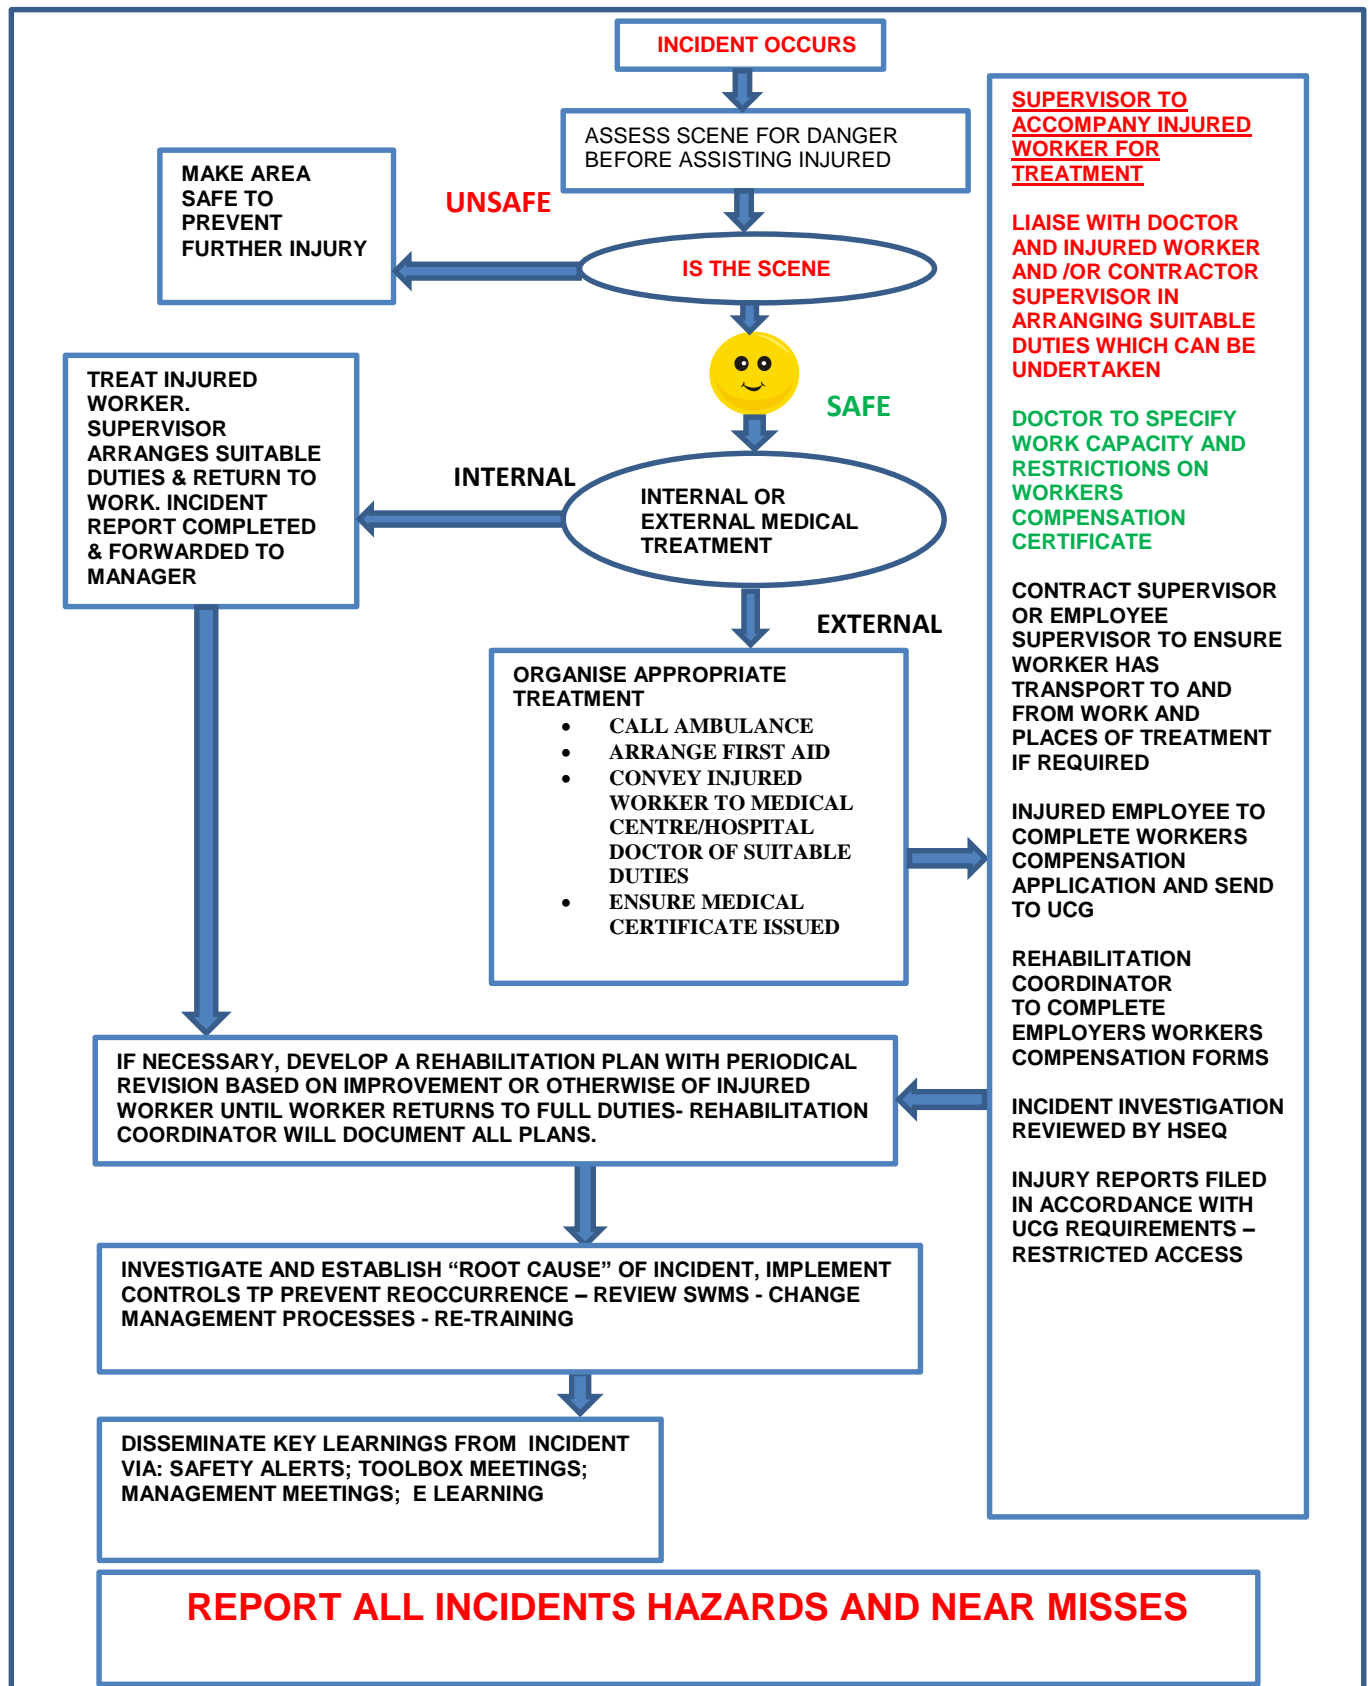 INCIDENT OCCURS
ASSESS SCENE FOR DANGER
BEFORE ASSISTING INJURED
MAKE AREA
SAFE TO
PREVENT
FURTHER INJURY
UNSAFE
IS THE SCENE
SAFE
TREAT INJURED
WORKER.
SUPERVISOR
ARRANGES SUITABLE
DUTIES & RETURN TO
WORK. INCIDENT
REPORT COMPLETED
& FORWARDED TO
MANAGER
INTERNAL
INTERNAL OR
EXTERNAL MEDICAL
TREATMENT
EXTERNAL
ORGANISE APPROPRIATE
TREATMENT
• CALL AMBULANCE
• ARRANGE FIRST AID
• CONVEY INJURED
WORKER TO MEDICAL
CENTRE/HOSPITAL
DOCTOR OF SUITABLE
DUTIES
• ENSURE MEDICAL
CERTIFICATE ISSUED
SUPERVISOR TO
ACCOMPANY INJURED
WORKER FOR
TREATMENT
LIAISE WITH DOCTOR
AND INJURED WORKER
AND /OR CONTRACTOR
SUPERVISOR IN
ARRANGING SUITABLE
DUTIES WHICH CAN BE
UNDERTAKEN
DOCTOR TO SPECIFY
WORK CAPACITY AND
RESTRICTIONS ON
WORKERS
COMPENSATION
CERTIFICATE
CONTRACT SUPERVISOR
OR EMPLOYEE
SUPERVISOR TO ENSURE
WORKER HAS
TRANSPORT TO AND
FROM WORK AND
PLACES OF TREATMENT
IF REQUIRED
INJURED EMPLOYEE TO
COMPLETE WORKERS
COMPENSATION
APPLICATION AND SEND
TO UCG
REHABILITATION
COORDINATOR
TO COMPLETE
EMPLOYERS WORKERS
COMPENSATION FORMS
INCIDENT INVESTIGATION
REVIEWED BY HSEQ
INJURY REPORTS FILED
IN ACCORDANCE WITH
UCG REQUIREMENTS –
RESTRICTED ACCESS
IF NECESSARY, DEVELOP A REHABILITATION PLAN WITH PERIODICAL
REVISION BASED ON IMPROVEMENT OR OTHERWISE OF INJURED
WORKER UNTIL WORKER RETURNS TO FULL DUTIES- REHABILITATION
COORDINATOR WILL DOCUMENT ALL PLANS.
INVESTIGATE AND ESTABLISH “ROOT CAUSE” OF INCIDENT, IMPLEMENT
CONTROLS TP PREVENT REOCCURRENCE – REVIEW SWMS - CHANGE
MANAGEMENT PROCESSES - RE-TRAINING
DISSEMINATE KEY LEARNINGS FROM INCIDENT
VIA: SAFETY ALERTS; TOOLBOX MEETINGS;
MANAGEMENT MEETINGS; E LEARNING
REPORT ALL INCIDENTS HAZARDS AND NEAR MISSES